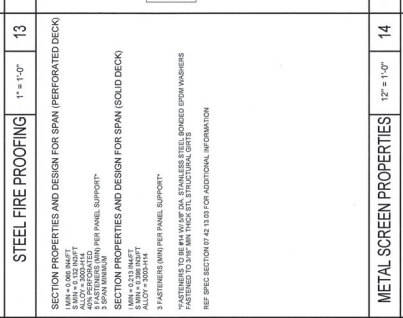 STEEL FIRE PROOFING
1" = 1'-0"
13
SECTION PROPERTIES AND DESIGN FOR SPAN (PERFORATED DECK)
I MIN = 0.066 IN4/FT
S MIN = 0.132 IN3/FT
ALLOY = 3003-H14
40% PERFORATED
5 FASTENERS (MIN) PER PANEL SUPPORT*
3 SPAN MINIMUM
SECTION PROPERTIES AND DESIGN FOR SPAN (SOLID DECK)
I MIN = 0.213 IN4/FT
S MIN = 0.396 IN3/FT
ALLOY = 3003-H14
3 FASTENERS (MIN) PER PANEL SUPPORT*
*FASTENERS TO BE #14 W/ 5/8" DIA. STAINLESS STEEL BONDED EPDM WASHERS
FASTENED TO 3/16" MIN THICK STL STRUCTURAL GIRTS
REF SPEC SECTION 07 42 13.03 FOR ADDITIONAL INFORMATION
METAL SCREEN PROPERTIES
12" = 1'-0"
14